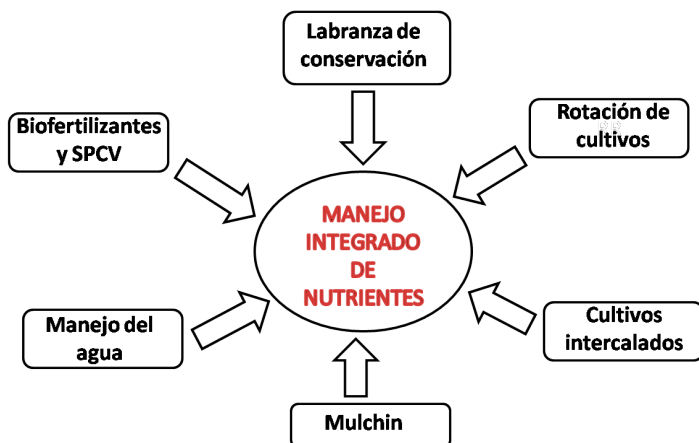 Labranza de
conservación
Biofertilizantes
y SPCV
Rotación de
cultivos
MANEJO
INTEGRADO
DE
NUTRIENTES
Manejo del
agua
Cultivos
intercalados
Mulchin